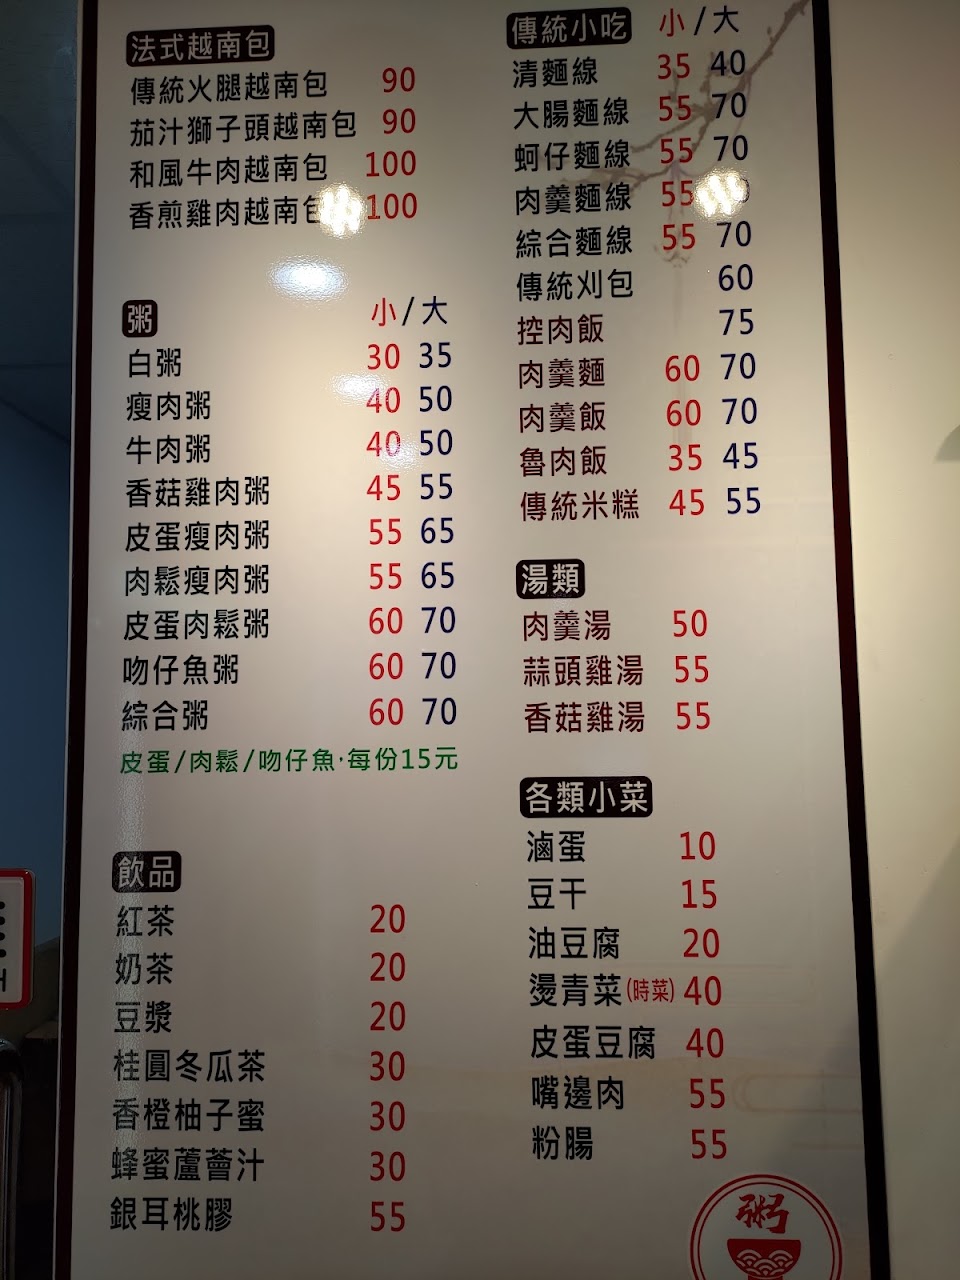 法式越南包
傳統火腿越南包 90
茄汁獅子頭越南包 90
和風牛肉越南包 100
香煎雞肉越南包 100
粥 小/大
白粥 30 35
瘦肉粥 40 50
牛肉粥 40 50
香菇雞肉粥 45 55
皮蛋瘦肉粥 55 65
肉鬆瘦肉粥 55 65
皮蛋肉鬆粥 60 70
吻仔魚粥 60 70
綜合粥 60 70
皮蛋/肉鬆/吻仔魚·每份15元
飲品
紅茶 20
奶茶 20
豆漿 20
桂圓冬瓜茶 30
香橙柚子蜜 30
蜂蜜蘆薈汁 30
銀耳桃膠 55
傳統小吃 小/大
清麵線 35 40
大腸麵線 55 70
蚵仔麵線 55 70
肉羹麵線 55
綜合麵線 55 70
傳統刈包 60
控肉飯 75
肉羹麵 60 70
肉羹飯 60 70
魯肉飯 35 45
傳統米糕 45 55
湯類
肉羹湯 50
蒜頭雞湯 55
香菇雞湯 55
各類小菜
滷蛋 10
豆干 15
油豆腐 20
燙青菜(時菜) 40
皮蛋豆腐 40
嘴邊肉 55
粉腸 55
粥